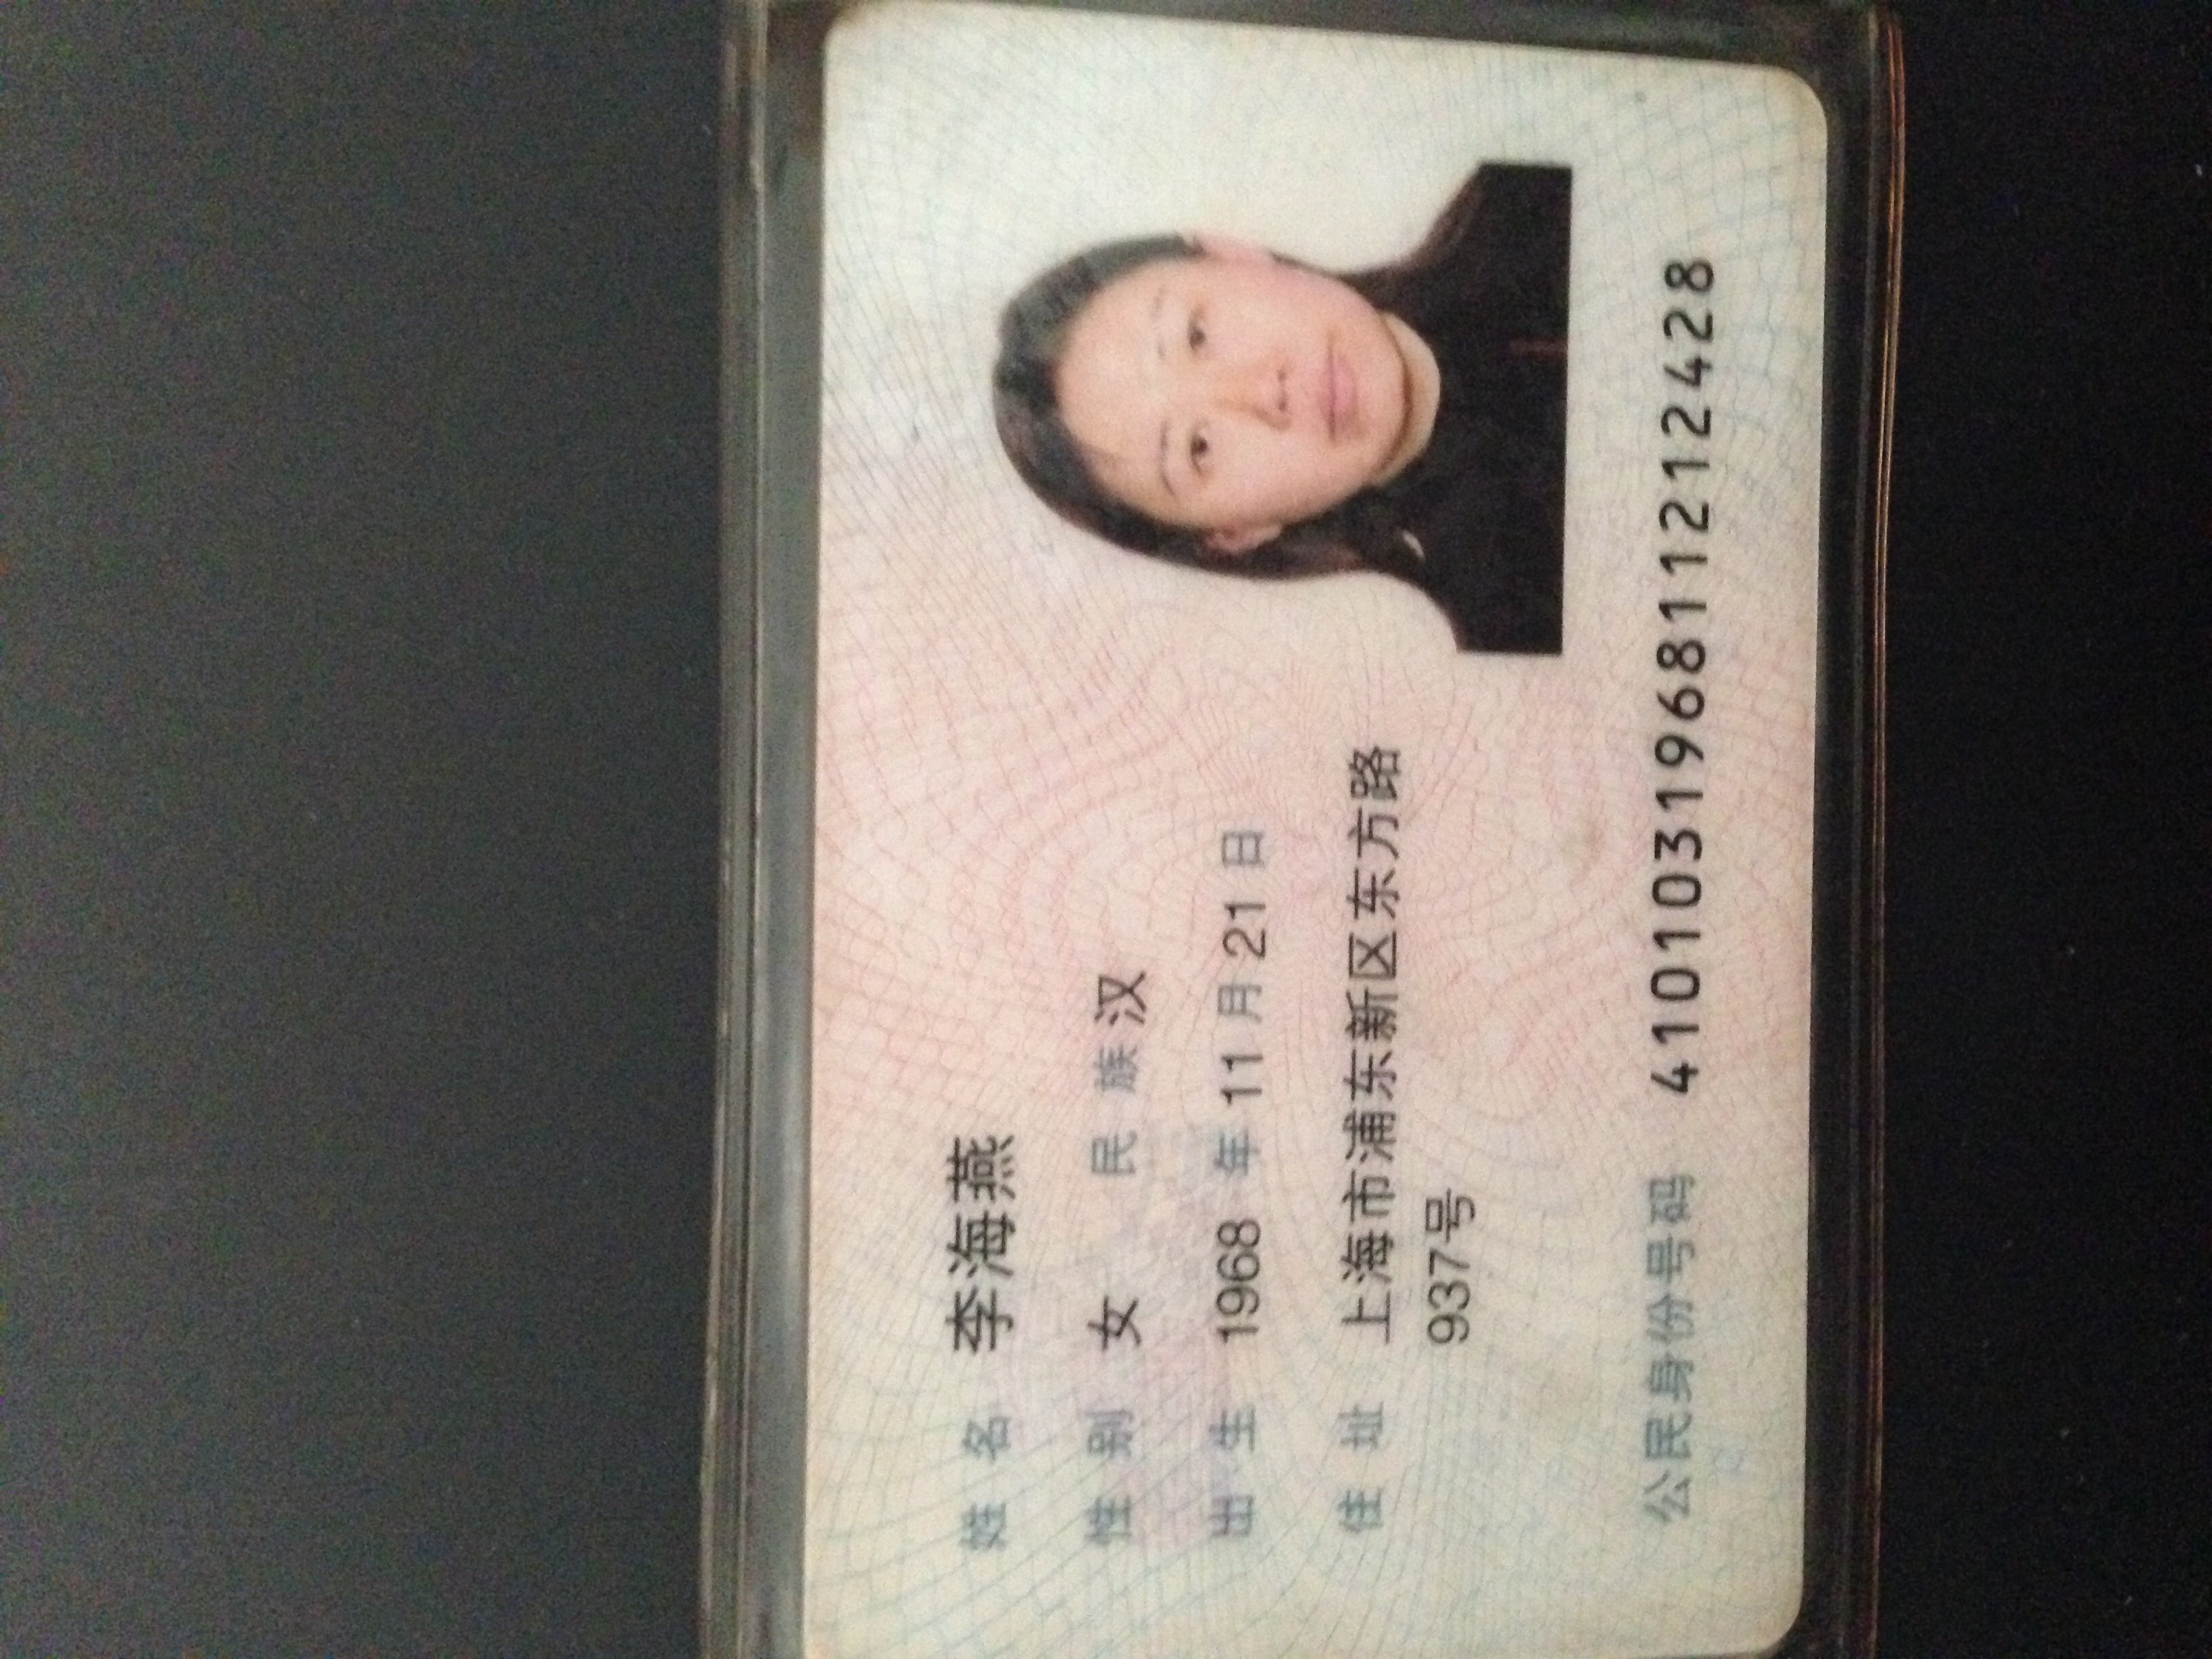 姓名 李海燕
性别 女 民族 汉
出生 1968 年 11 月 21 日
住址 上海市浦东新区东方路
937号
公民身份号码 410103196811212428